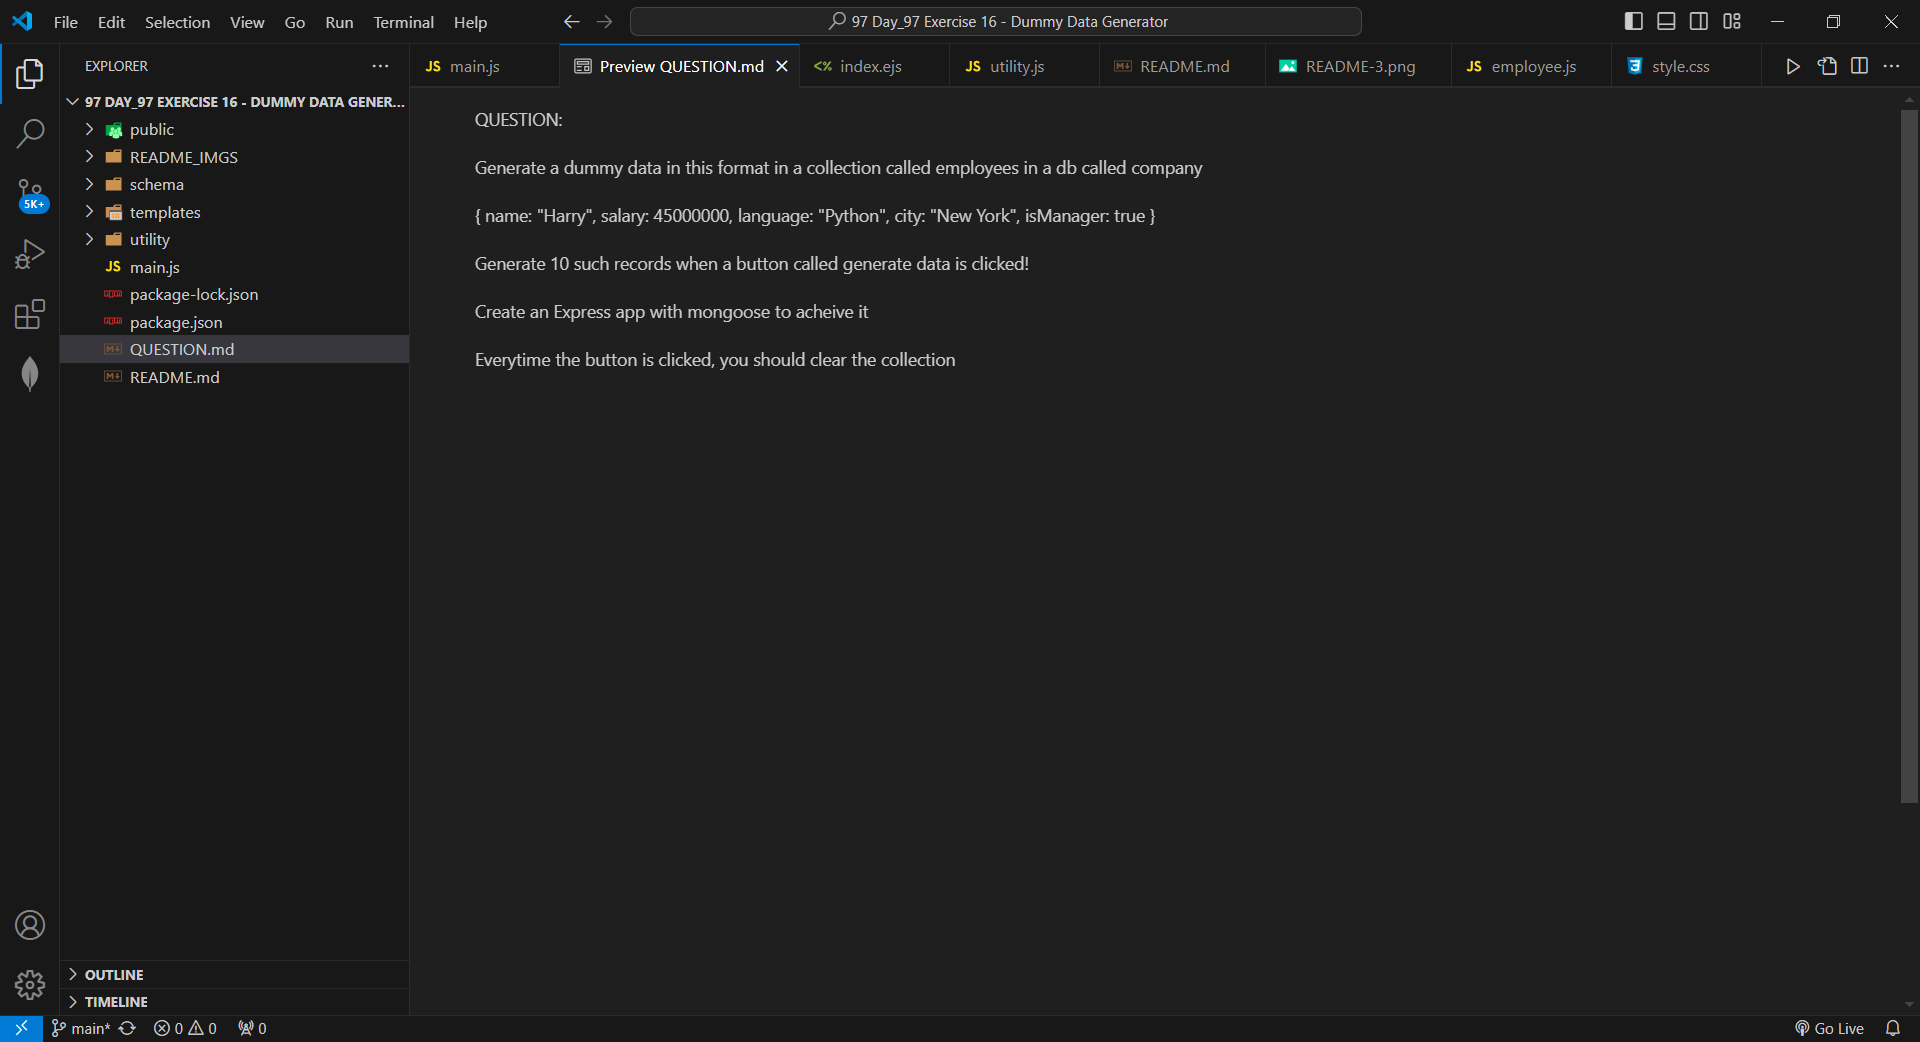 File Edit Selection View Go Run Terminal Help
97 Day_97 Exercise 16 - Dummy Data Generator
EXPLORER
JS main.js
Preview QUESTION.md
<% index.ejs
JS utility.js
README.md
README-3.png
JS employee.js
style.css
97 DAY_97 EXERCISE 16 - DUMMY DATA GENER...
public
README_IMGS
schema
templates
utility
JS main.js
package-lock.json
package.json
QUESTION.md
README.md
5K+
QUESTION:
Generate a dummy data in this format in a collection called employees in a db called company
{ name: "Harry", salary: 45000000, language: "Python", city: "New York", isManager: true }
Generate 10 such records when a button called generate data is clicked!
Create an Express app with mongoose to acheive it
Everytime the button is clicked, you should clear the collection
OUTLINE
TIMELINE
main* 0 0 0
Go Live